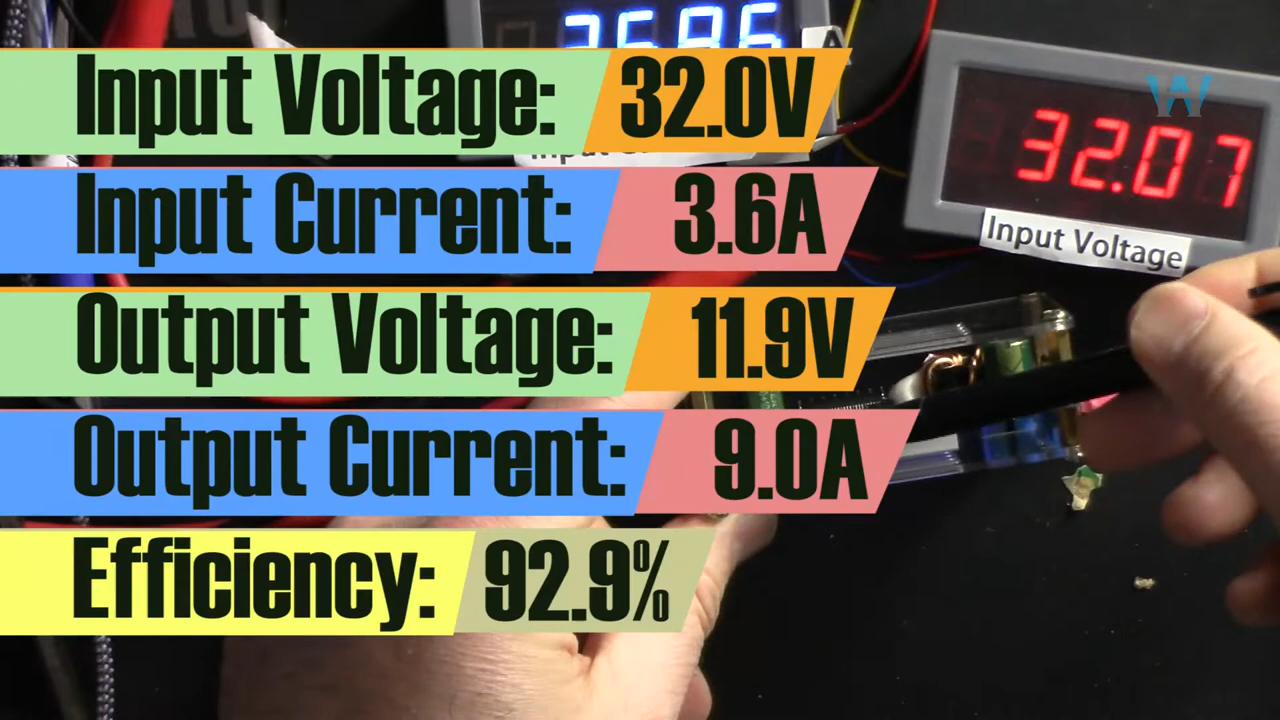 Input Voltage: 32.0V
32.07
Input Voltage
Input Current: 3.6A
Output Voltage: 11.9V
Output Current: 9.0A
Efficiency: 92.9%